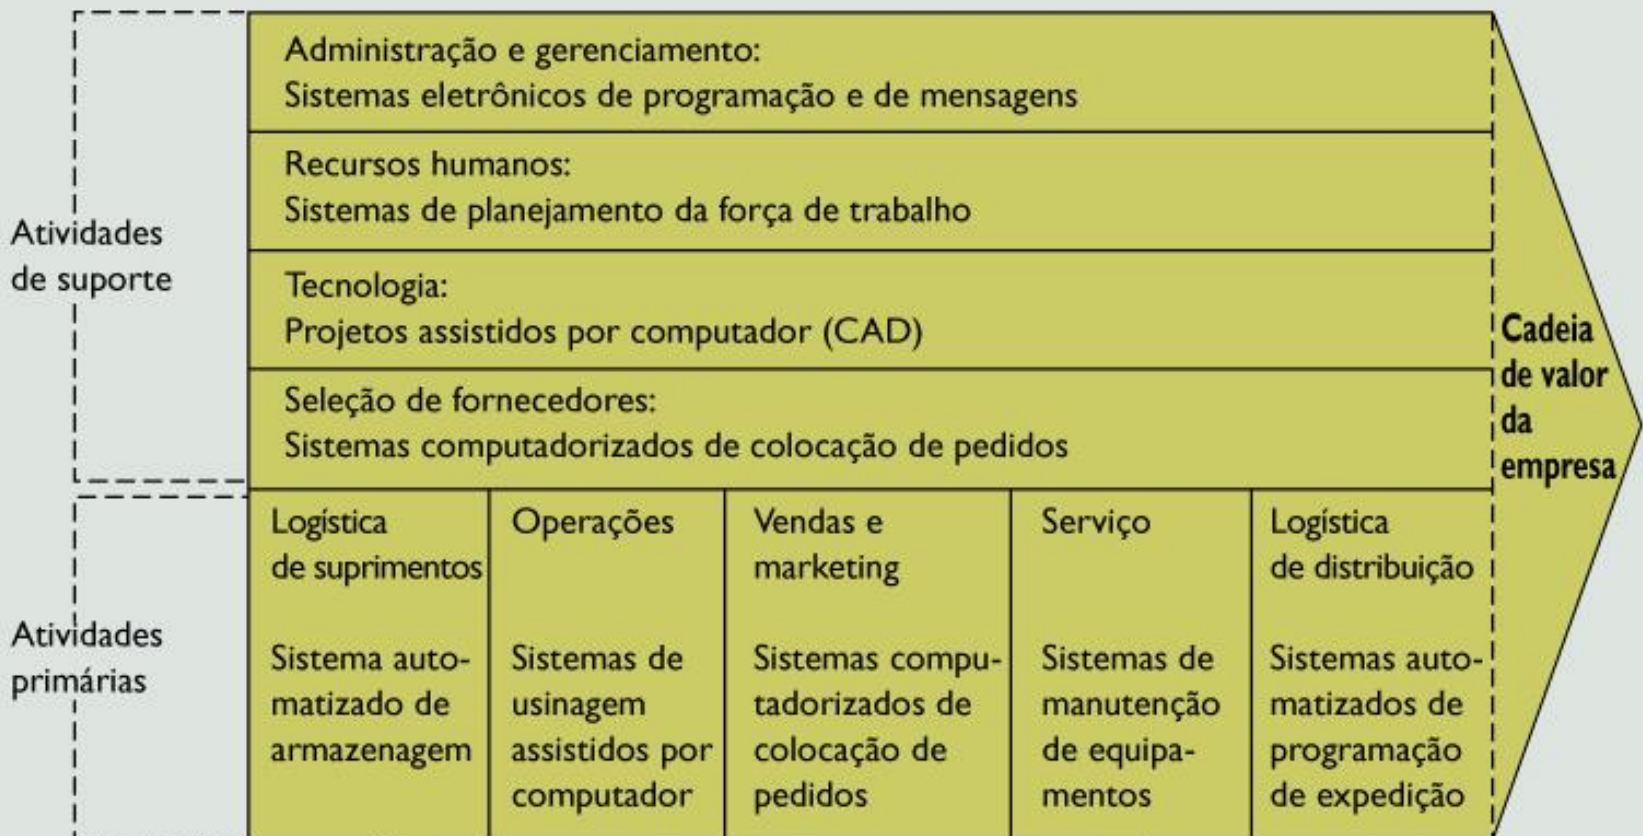 Administração e gerenciamento:
Sistemas eletrônicos de programação e de mensagens
Recursos humanos:
Sistemas de planejamento da força de trabalho
Atividades
de suporte
Tecnologia:
Projetos assistidos por computador (CAD)
Seleção de fornecedores:
Sistemas computadorizados de colocação de pedidos
Cadeia
de valor
da
empresa
Atividades
primárias
Logística
de suprimentos
Sistema auto-
matizado de
armazenagem
Operações
Sistemas de
usinagem
assistidos por
computador
Vendas e
marketing
Sistemas compu-
tadorizados de
colocação de
pedidos
Serviço
Sistemas de
manutenção
de equipa-
mentos
Logística
de distribuição
Sistemas auto-
matizados de
programação
de expedição